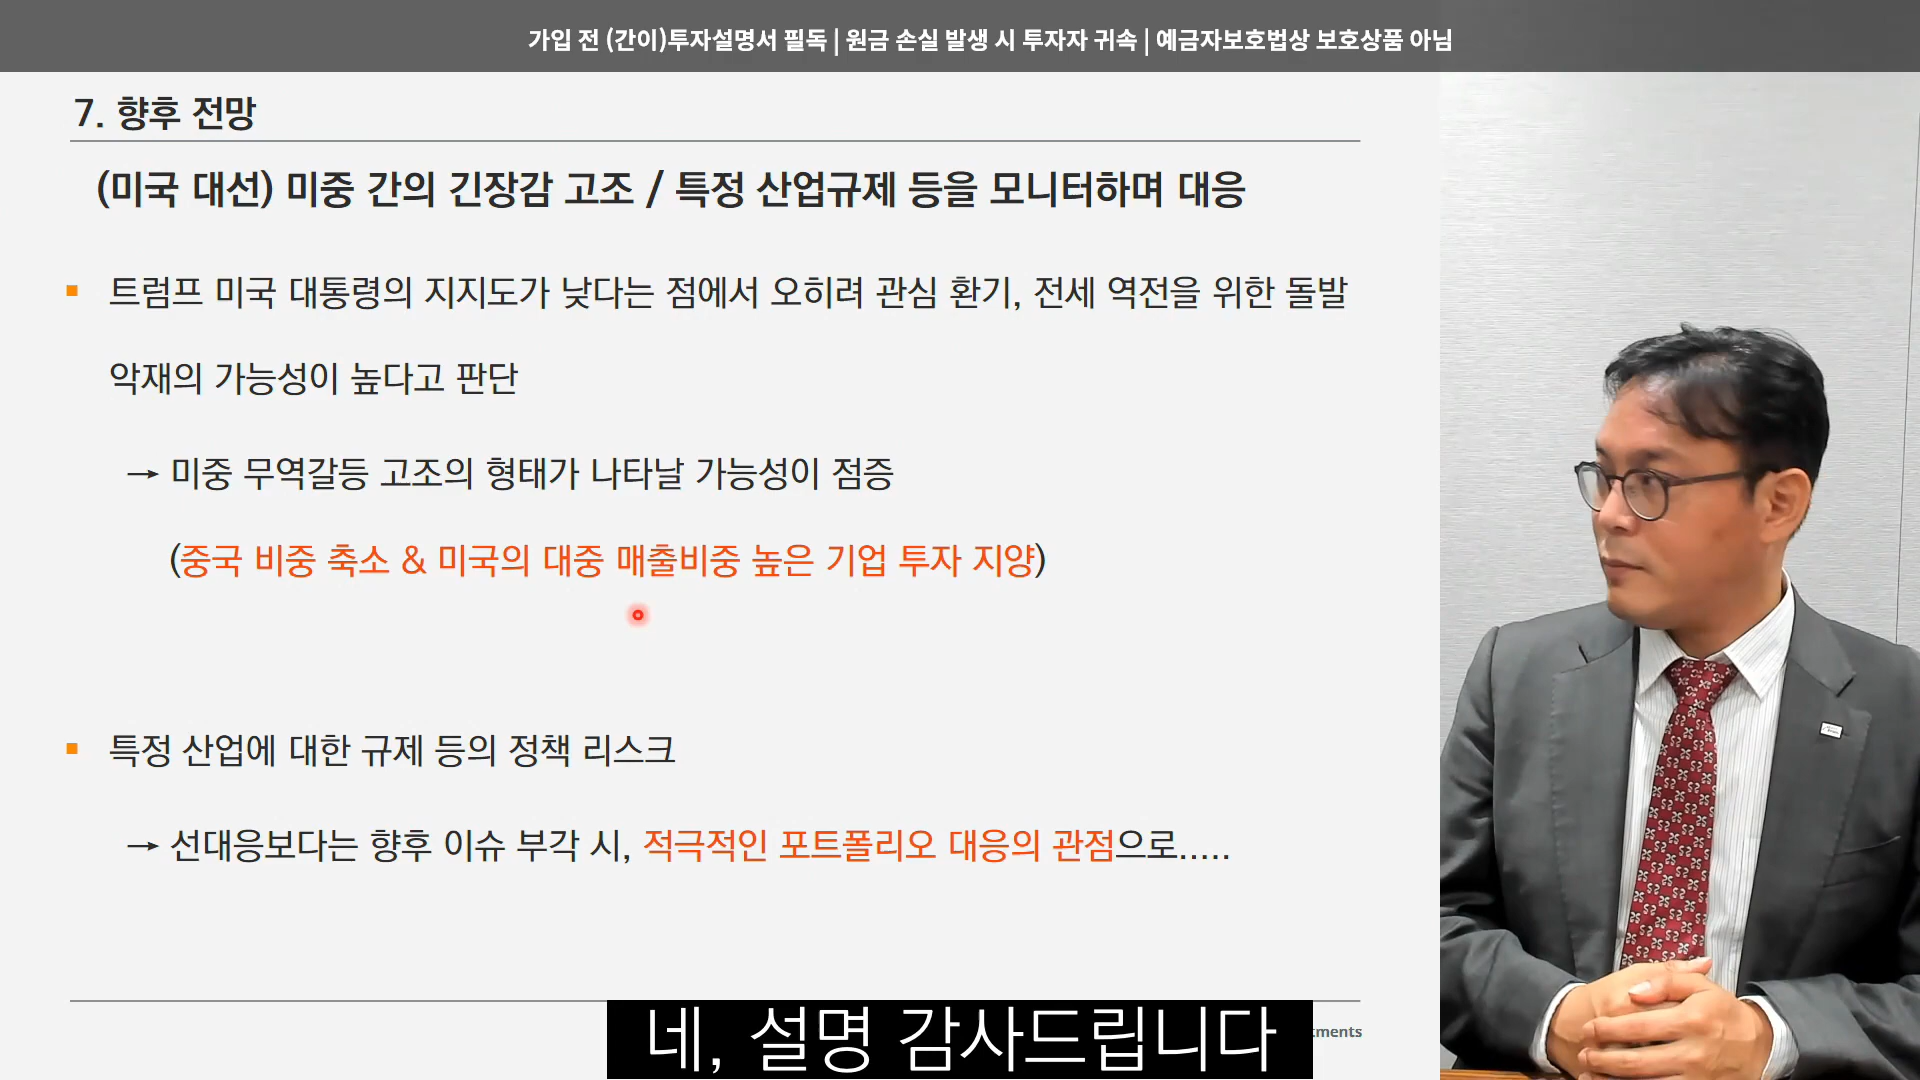 가입 전 (간이)투자설명서 필독 | 원금 손실 발생 시 투자자 귀속 | 예금자보호법상 보호상품 아님
7. 향후 전망
(미국 대선) 미중 간의 긴장감 고조 / 특정 산업규제 등을 모니터하며 대응
▪ 트럼프 미국 대통령의 지지도가 낮다는 점에서 오히려 관심 환기, 전세 역전을 위한 돌발
악재의 가능성이 높다고 판단
→ 미중 무역갈등 고조의 형태가 나타날 가능성이 점증
(중국 비중 축소 & 미국의 대중 매출비중 높은 기업 투자 지양)
▪ 특정 산업에 대한 규제 등의 정책 리스크
→ 선대응보다는 향후 이슈 부각 시, 적극적인 포트폴리오 대응의 관점으로.....
네, 설명 감사드립니다